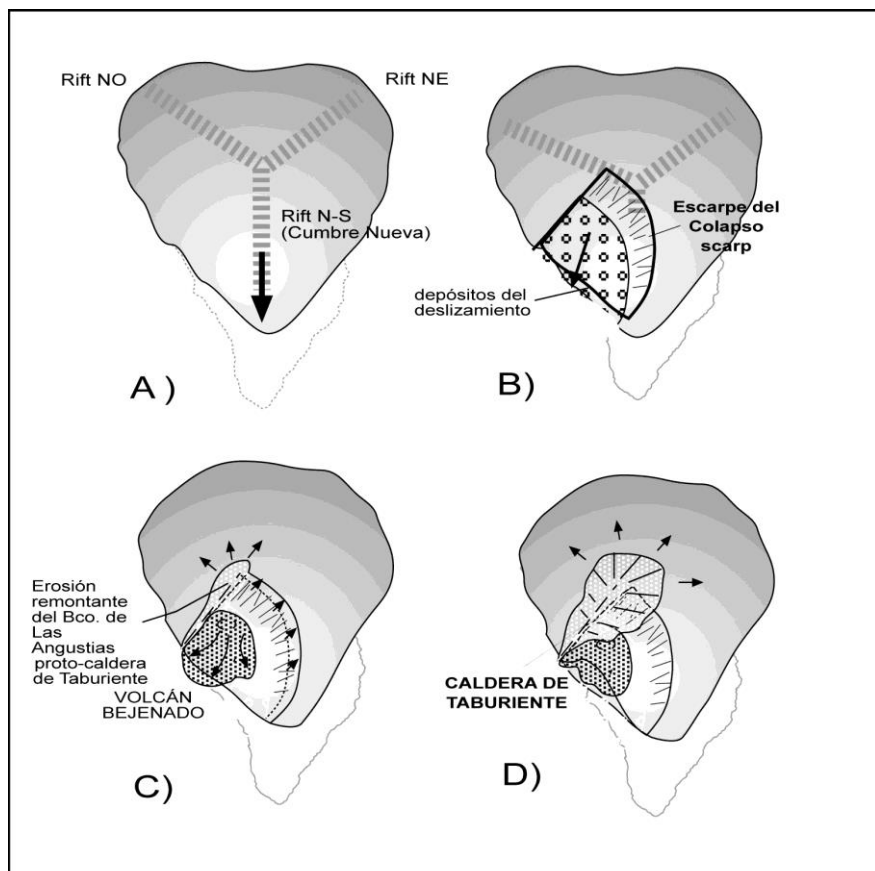 Rift NO
Rift NE
Rift N-S
(Cumbre Nueva)
A )
Escarpe del
Colapso
scarp
depósitos del
deslizamiento
B)
Erosión
remontante
del Bco. de
Las
Angustias
proto-caldera
de Taburiente
VOLCÁN
BEJENADO
C)
CALDERA DE
TABURIENTE
D)